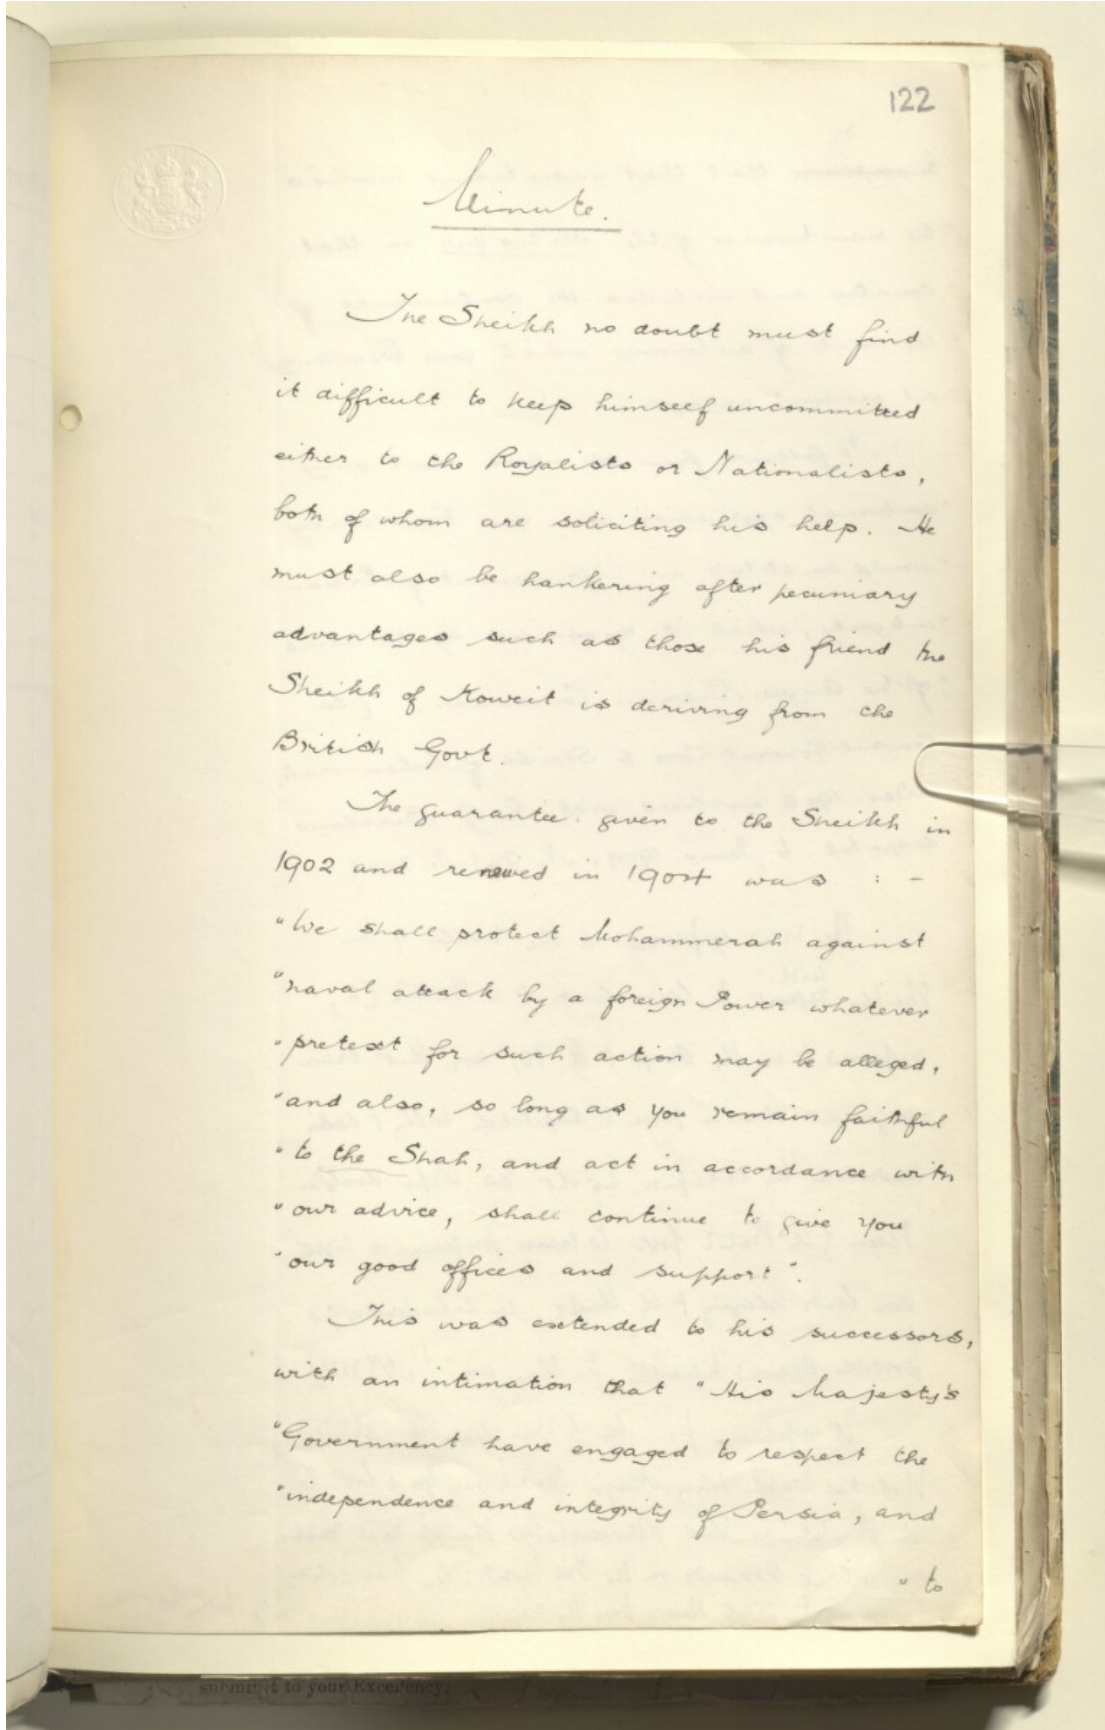 122
Minute.
The Sheikh no doubt must find
it difficult to keep himself uncommitted
either to the Royalists or Nationalists,
both of whom are soliciting his help. He
must also be hankering after pecuniary
advantages such as those his friend the
Sheikh of Koweit is deriving from the
British Govt.
The guarantee given to the Sheikh in
1902 and renewed in 1904 was : -
"We shall protect Mohammerah against
"naval attack by a foreign Power whatever
"pretext for such action may be alleged,
"and also, so long as you remain faithful
"to the Shah, and act in accordance with
"our advice, shall continue to give you
"our good offices and support".
This was extended to his successors,
with an intimation that "His Majesty's
"Government have engaged to respect the
"independence and integrity of Persia, and
"to
submit it to your Excellency